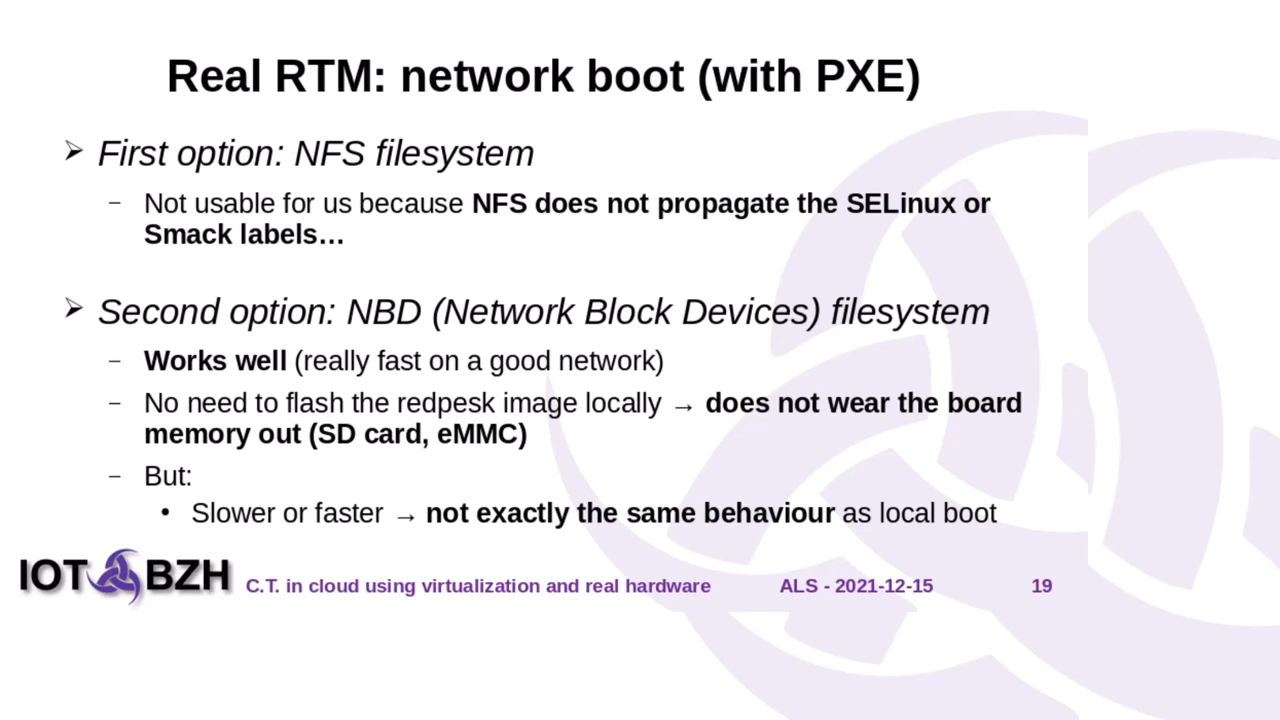 Real RTM: network boot (with PXE)
➢ First option: NFS filesystem
– Not usable for us because NFS does not propagate the SELinux or
Smack labels…
➢ Second option: NBD (Network Block Devices) filesystem
– Works well (really fast on a good network)
– No need to flash the redpesk image locally → does not wear the board
memory out (SD card, eMMC)
– But:
• Slower or faster → not exactly the same behaviour as local boot
IOT BZH C.T. in cloud using virtualization and real hardware ALS - 2021-12-15 19